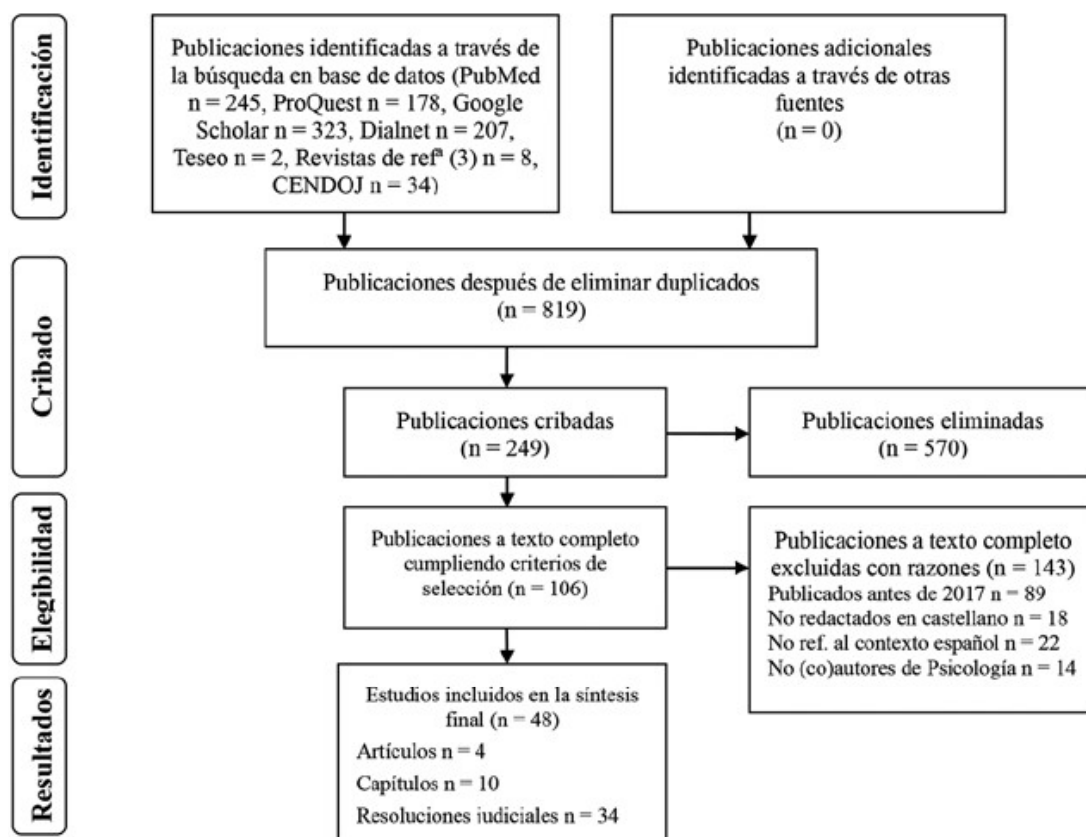 Identificación
Publicaciones identificadas a través de
la búsqueda en base de datos (PubMed
n = 245, ProQuest n = 178, Google
Scholar n = 323, Dialnet n = 207,
Teseo n = 2, Revistas de refª (3) n = 8,
CENDOJ n = 34)
Publicaciones adicionales
identificadas a través de otras
fuentes
(n = 0)
Cribado
Publicaciones después de eliminar duplicados
(n = 819)
Publicaciones cribadas
(n = 249)
Publicaciones eliminadas
(n = 570)
Elegibilidad
Publicaciones a texto completo
cumpliendo criterios de
selección (n = 106)
Publicaciones a texto completo
excluidas con razones (n = 143)
Publicados antes de 2017 n = 89
No redactados en castellano n = 18
No ref. al contexto español n = 22
No (co)autores de Psicología n = 14
Resultados
Estudios incluidos en la síntesis
final (n = 48)
Artículos n = 4
Capítulos n = 10
Resoluciones judiciales n = 34